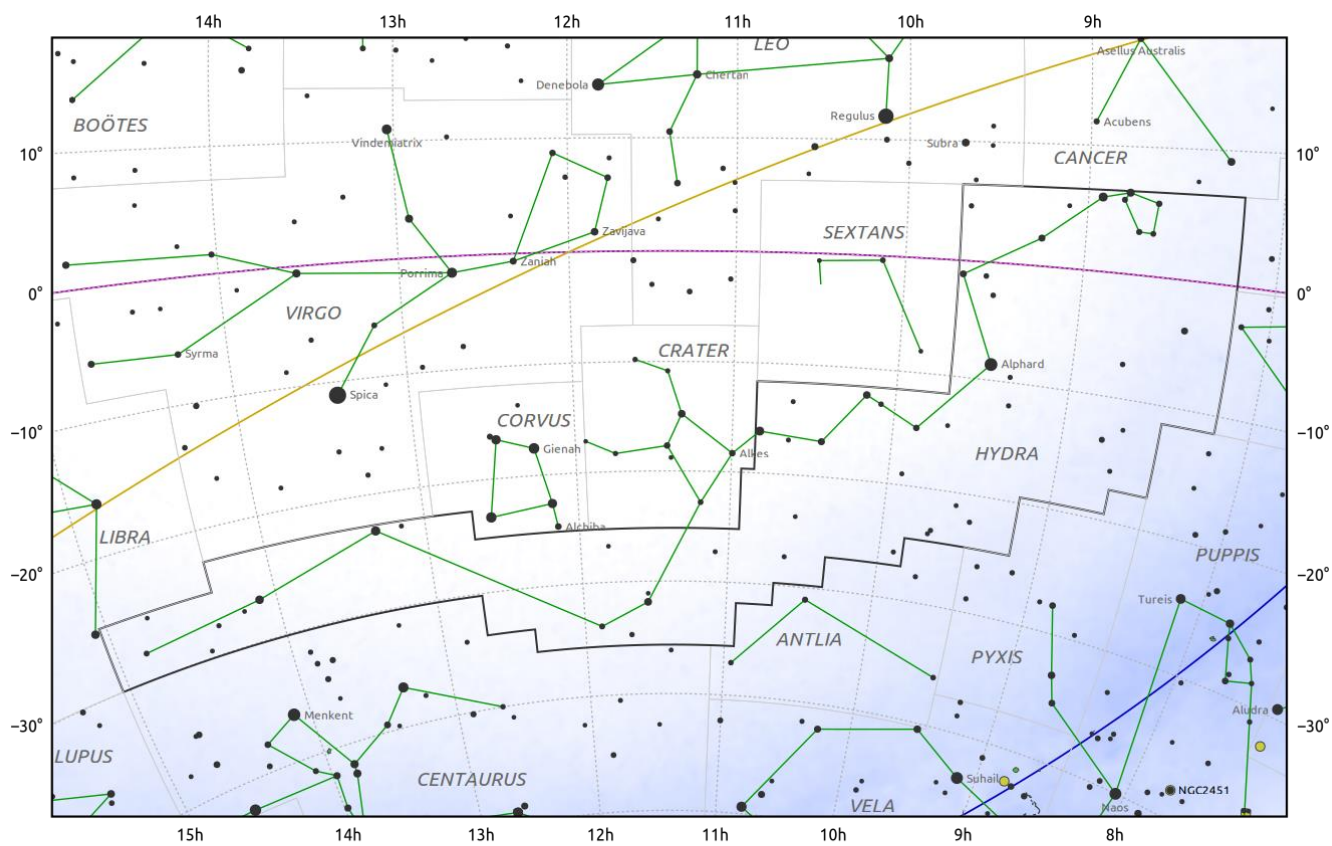 14h 13h 12h 11h 10h 9h
LEO
Asellus Australis
Chertan
Denebola
Regulus
Acubens
BOÖTES
Vindemiatrix
Subra
10° 10°
CANCER
Zavijava
SEXTANS
Zaniah
Porrima
0° 0°
VIRGO
CRATER
Syrma
Alphard
Spica
CORVUS
−10° −10°
Gienah
Alkes
HYDRA
Alchiba
LIBRA
PUPPIS
−20° −20°
Tureis
ANTLIA
PYXIS
Aludra
Menkent
−30° −30°
LUPUS
CENTAURUS
Suhail
NGC2451
VELA
Naos
15h 14h 13h 12h 11h 10h 9h 8h